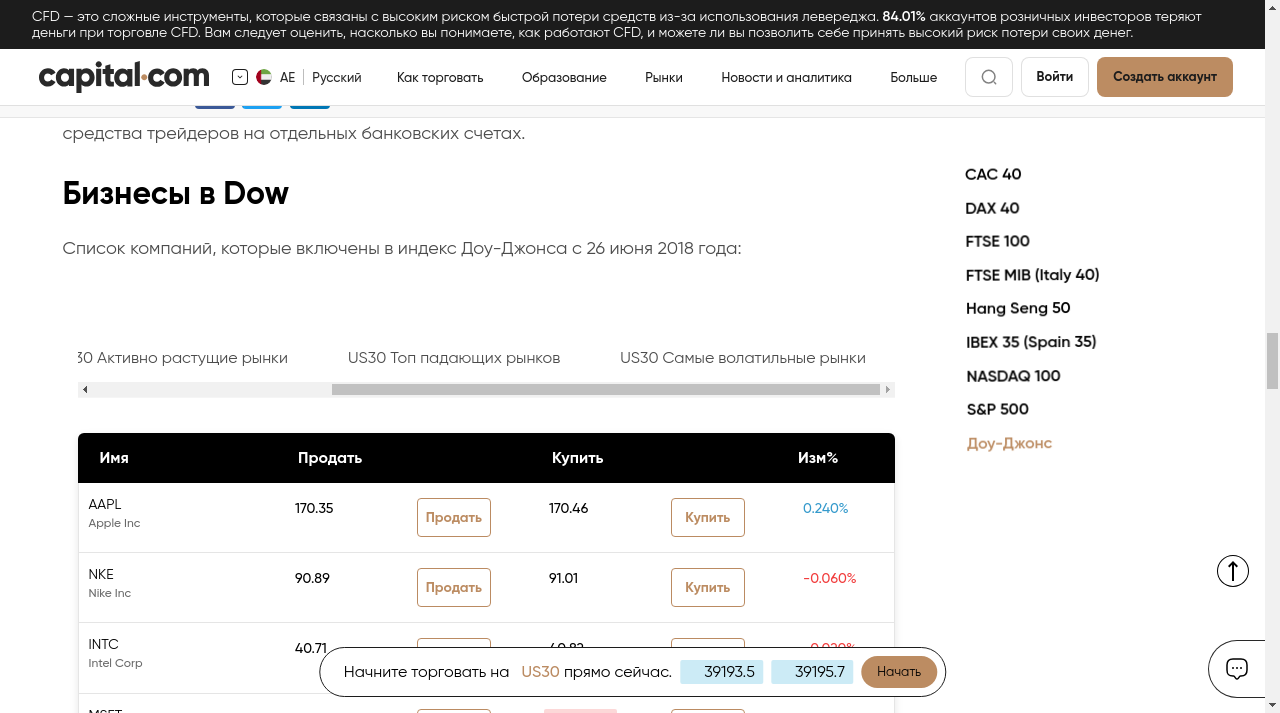 CFD — это сложные инструменты, которые связаны с высоким риском быстрой потери средств из-за использования левереджа. 84.01% аккаунтов розничных инвесторов теряют
деньги при торговле CFD. Вам следует оценить, насколько вы понимаете, как работают CFD, и можете ли вы позволить себе принять высокий риск потери своих денег.
capital.com AE Русский Как торговать Образование Рынки Новости и аналитика Больше Войти Создать аккаунт
средства трейдеров на отдельных банковских счетах.
Бизнесы в Dow
Список компаний, которые включены в индекс Доу-Джонса с 26 июня 2018 года:
30 Активно растущие рынки US30 Топ падающих рынков US30 Самые волатильные рынки
Имя Продать Купить Изм%
AAPL 170.35 Продать 170.46 Купить 0.240%
Apple Inc
NKE 90.89 Продать 91.01 Купить -0.060%
Nike Inc
INTC 40.71
Intel Corp
CAC 40
DAX 40
FTSE 100
FTSE MIB (Italy 40)
Hang Seng 50
IBEX 35 (Spain 35)
NASDAQ 100
S&P 500
Доу-Джонс
Начните торговать на US30 прямо сейчас. 39193.5 39195.7 Начать